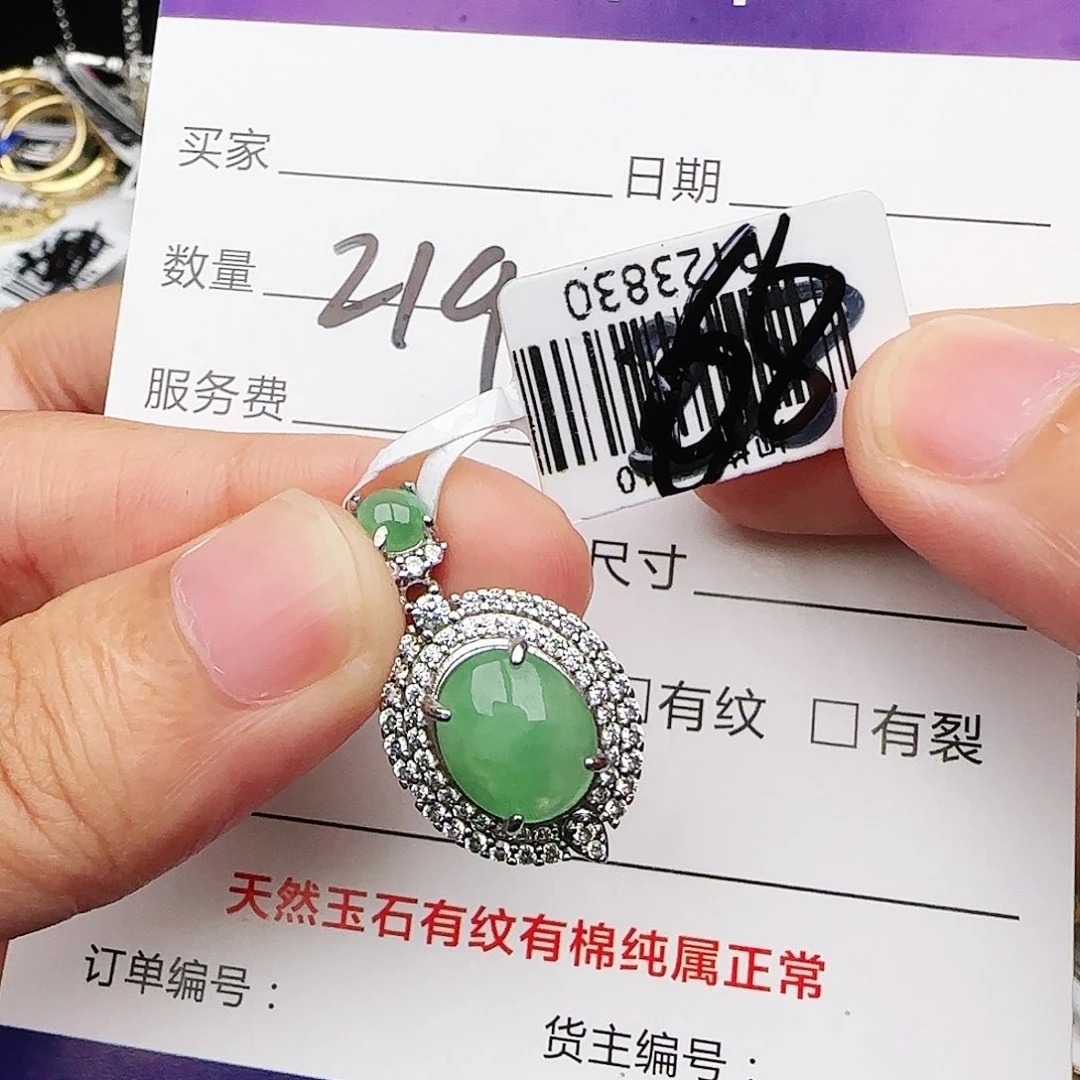 买家 日期
数量 219
服务费
68
尺寸
有纹 有裂
天然玉石有纹有棉纯属正常
订单编号：
货主编号：